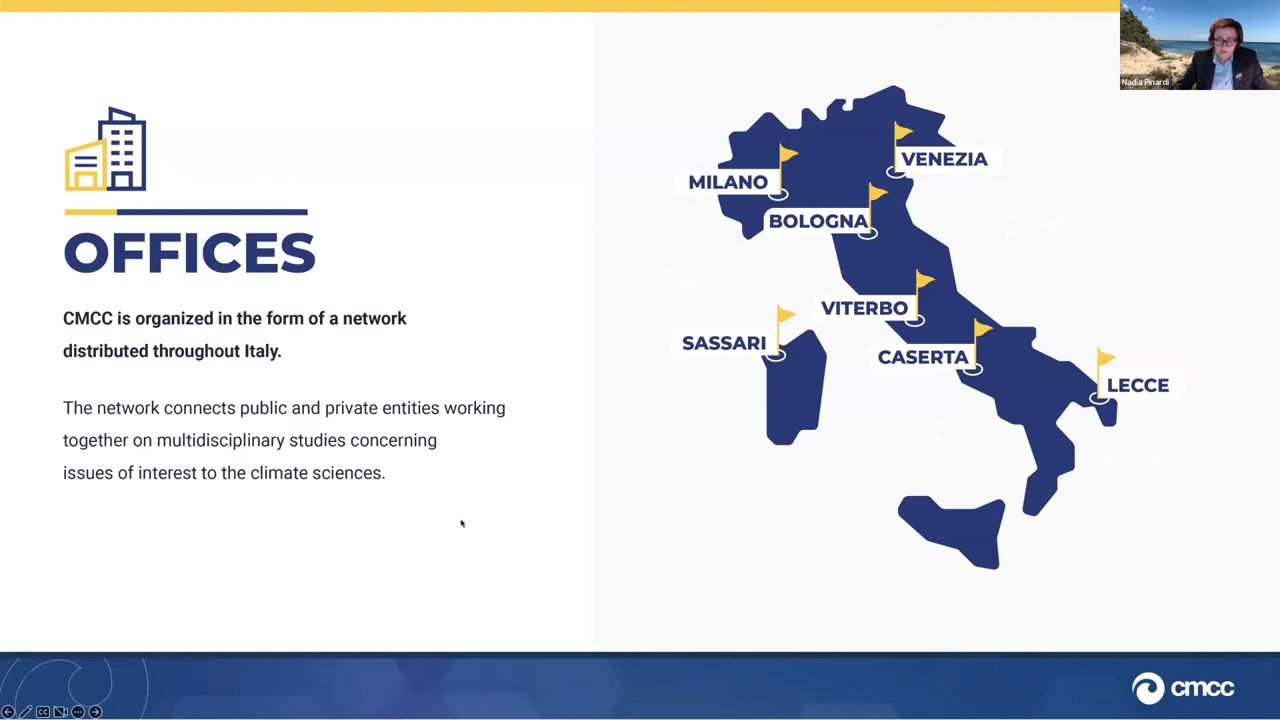 Nadia Pinardi
OFFICES
CMCC is organized in the form of a network
distributed throughout Italy.
The network connects public and private entities working
together on multidisciplinary studies concerning
issues of interest to the climate sciences.
VENEZIA
MILANO
BOLOGNA
VITERBO
SASSARI
CASERTA
LECCE
cmcc